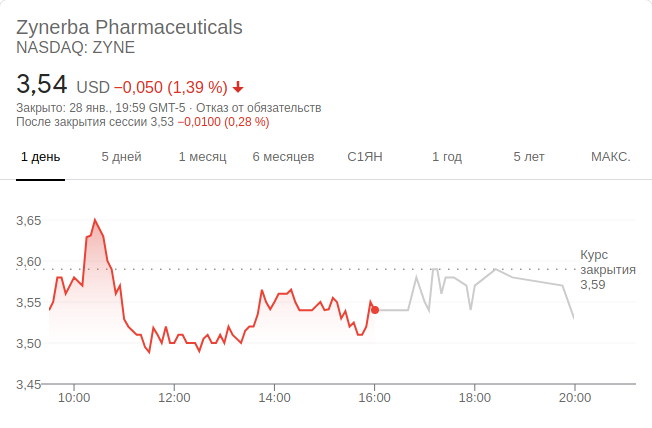 Zynerba Pharmaceuticals
NASDAQ: ZYNE
3,54 USD −0,050 (1,39 %)
Закрыто: 28 янв., 19:59 GMT-5 · Отказ от обязательств
После закрытия сессии 3,53 −0,0100 (0,28 %)
1 день 5 дней 1 месяц 6 месяцев С1ЯН 1 год 5 лет МАКС.
3,65
3,60
3,55
3,50
3,45
Курс
закрытия
3,59
10:00 12:00 14:00 16:00 18:00 20:00